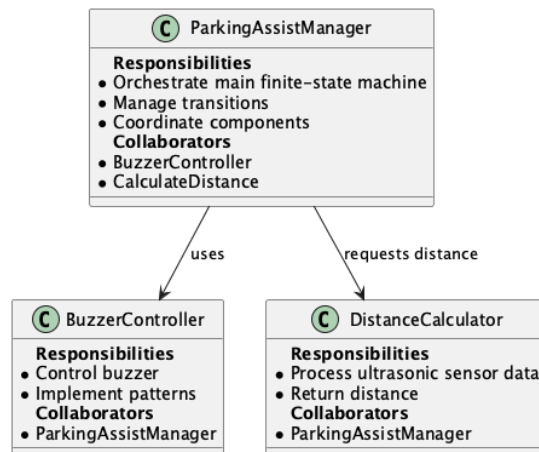 C ParkingAssistManager
Responsibilities
• Orchestrate main finite-state machine
• Manage transitions
• Coordinate components
Collaborators
• BuzzerController
• CalculateDistance
uses
requests distance
C BuzzerController
Responsibilities
• Control buzzer
• Implement patterns
Collaborators
• ParkingAssistManager
C DistanceCalculator
Responsibilities
• Process ultrasonic sensor data
• Return distance
Collaborators
• ParkingAssistManager